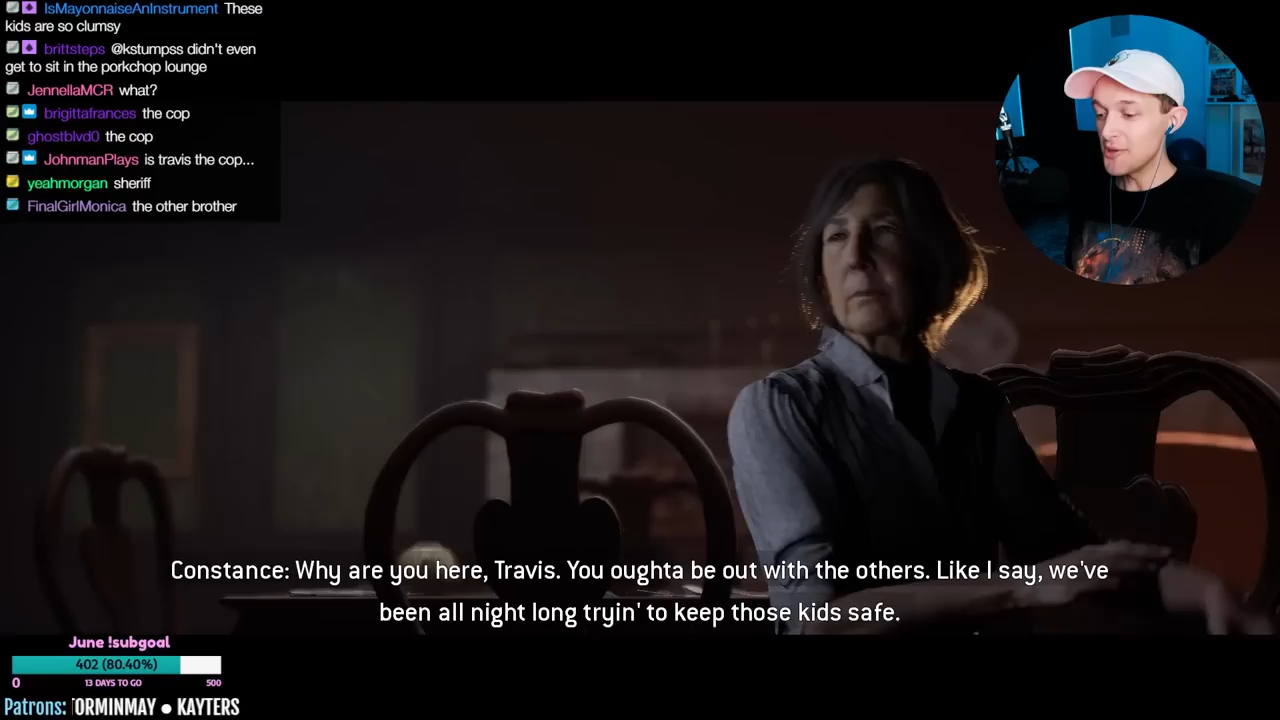 IsMayonnaiseAnInstrument These
kids are so clumsy
brittsteps @kstumpss didn't even
get to sit in the porkchop lounge
JennellaMCR what?
brigittafrances the cop
ghostblvd0 the cop
JohnmanPlays is travis the cop...
yeahmorgan sheriff
FinalGirlMonica the other brother
Constance: Why are you here, Travis. You oughta be out with the others. Like I say, we've
been all night long tryin' to keep those kids safe.
June !subgoal
402 (80.40%)
0 13 DAYS TO GO 500
Patrons: TORMINMAY ● KAYTERS